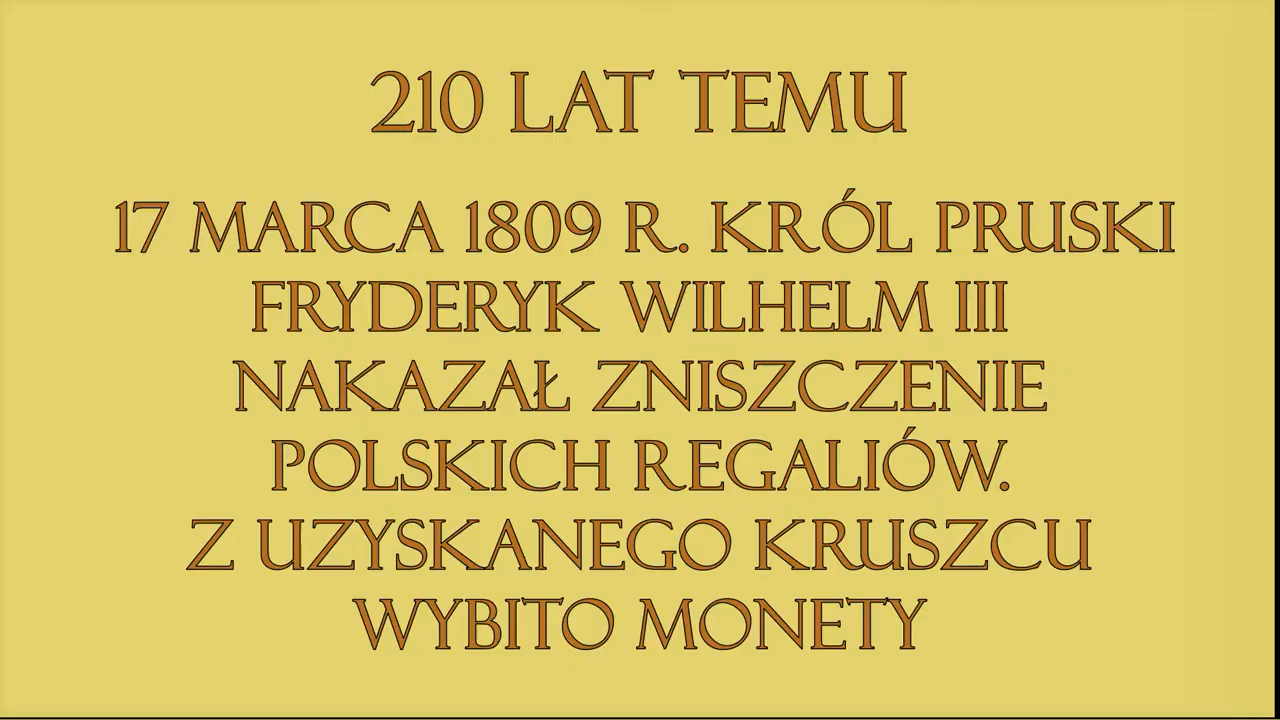 210 LAT TEMU
17 MARCA 1809 R. KRÓL PRUSKI
FRYDERYK WILHELM III
NAKAZAŁ ZNISZCZENIE
POLSKICH REGALIÓW.
Z UZYSKANEGO KRUSZCU
WYBITO MONETY